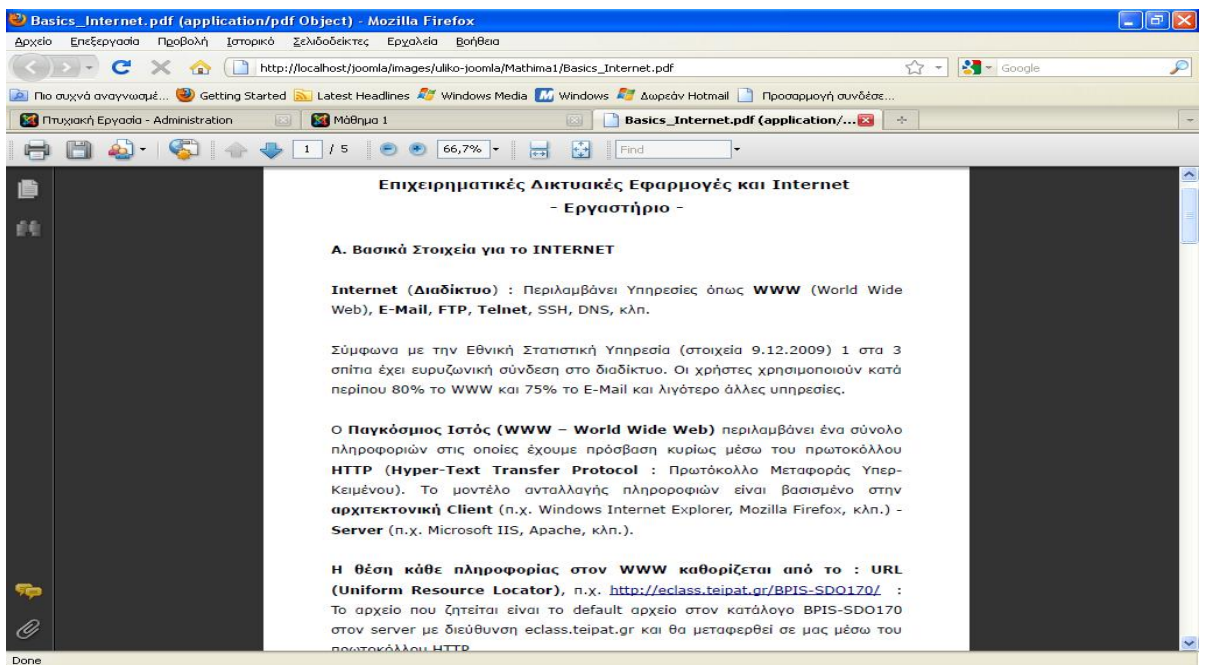 Basics_Internet.pdf (application/pdf Object) - Mozilla Firefox
Αρχείο Επεξεργασία Προβολή Ιστορικό Σελιδοδείκτες Εργαλεία Βοήθεια
http://localhost/joomla/images/uliko-joomla/Mathima1/Basics_Internet.pdf Google
Πιο συχνά αναγνωσμέ... Getting Started Latest Headlines Windows Media Windows Δωρεάν Hotmail Προσαρμογή συνδέσε...
Πτυχιακή Εργασία - Administration Μάθημα 1 Basics_Internet.pdf (application/...
1 / 5 66,7% Find
Επιχειρηματικές Δικτυακές Εφαρμογές και Internet
- Εργαστήριο -
Α. Βασικά Στοιχεία για το INTERNET
Internet (Διαδίκτυο) : Περιλαμβάνει Υπηρεσίες όπως WWW (World Wide
Web), E-Mail, FTP, Telnet, SSH, DNS, κλπ.
Σύμφωνα με την Εθνική Στατιστική Υπηρεσία (στοιχεία 9.12.2009) 1 στα 3
σπίτια έχει ευρυζωνική σύνδεση στο διαδίκτυο. Οι χρήστες χρησιμοποιούν κατά
περίπου 80% το WWW και 75% το E-Mail και λιγότερο άλλες υπηρεσίες.
Ο Παγκόσμιος Ιστός (WWW – World Wide Web) περιλαμβάνει ένα σύνολο
πληροφοριών στις οποίες έχουμε πρόσβαση κυρίως μέσω του πρωτοκόλλου
HTTP (Hyper-Text Transfer Protocol : Πρωτόκολλο Μεταφοράς Υπερ-
Κειμένου). Το μοντέλο ανταλλαγής πληροροφιών είναι βασισμένο στην
αρχιτεκτονική Client (π.χ. Windows Internet Explorer, Mozilla Firefox, κλπ.) -
Server (π.χ. Microsoft IIS, Apache, κλπ.).
Η θέση κάθε πληροφορίας στον WWW καθορίζεται από το : URL
(Uniform Resource Locator), π.χ. http://eclass.teipat.gr/BPIS-SDO170/ :
Το αρχείο που ζητείται είναι το default αρχείο στον κατάλογο BPIS-SDO170
στον server με διεύθυνση eclass.teipat.gr και θα μεταφερθεί σε μας μέσω του
πρωτοκόλλου HTTP
Done